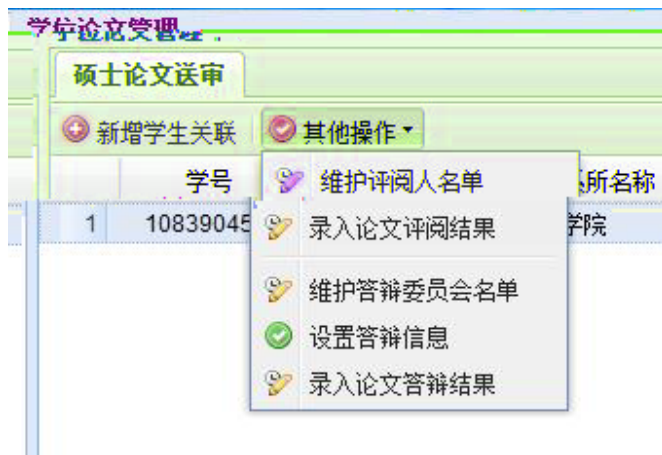 学位论文管理
硕士论文送审
新增学生关联 其他操作
学号 维护评阅人名单 所名称
1 10839045 录入论文评阅结果 学院
维护答辩委员会名单
设置答辩信息
录入论文答辩结果